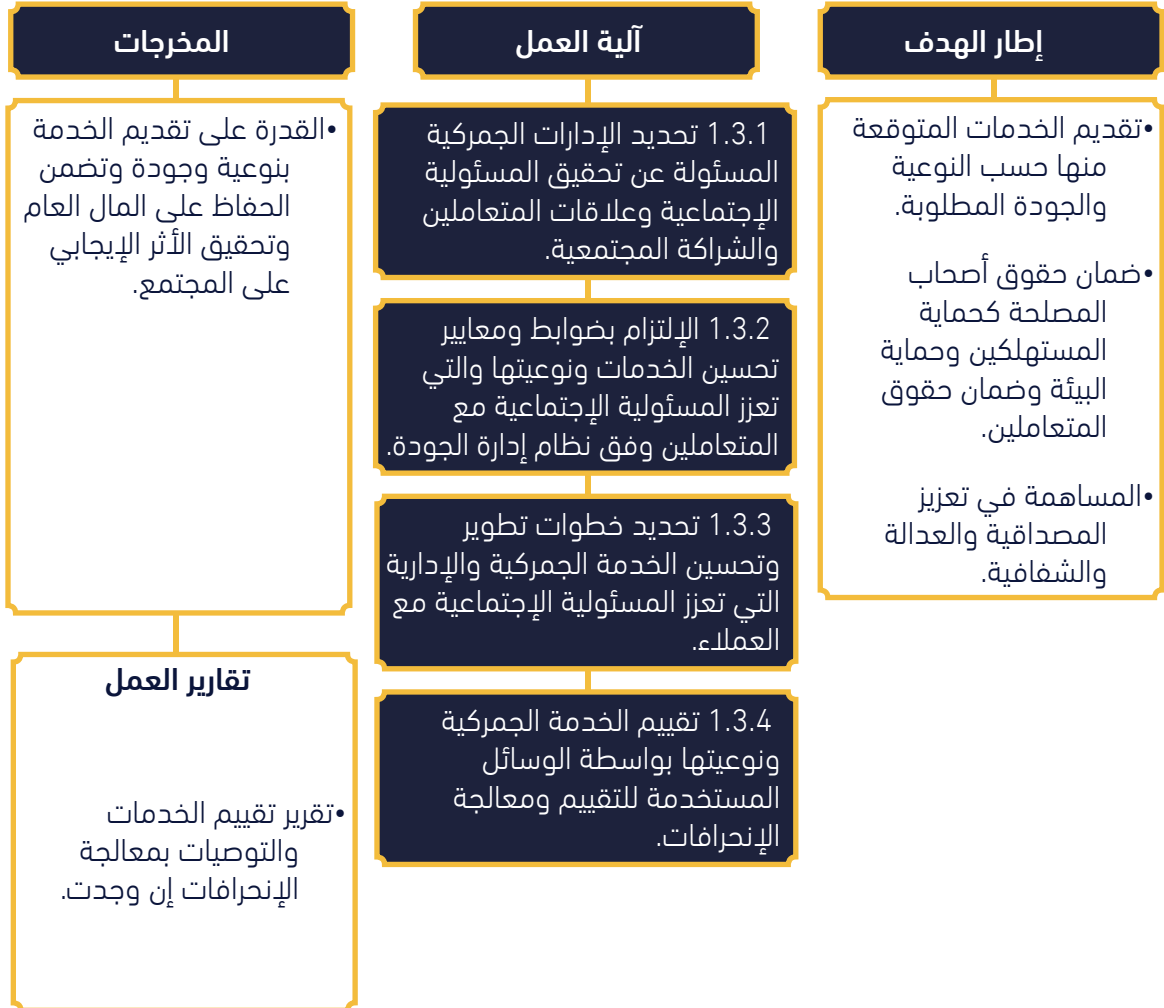 إطار الهدف
•تقديم الخدمات المتوقعة
منها حسب النوعية
والجودة المطلوبة.
•ضمان حقوق أصحاب
المصلحة كحماية
المستهلكين وحماية
البيئة وضمان حقوق
المتعاملين.
•المساهمة في تعزيز
المصداقية والعدالة
والشفافية.
آلية العمل
1.3.1 تحديد الإدارات الجمركية
المسئولة عن تحقيق المسئولية
الإجتماعية وعلاقات المتعاملين
والشراكة المجتمعية.
1.3.2 الإلتزام بضوابط ومعايير
تحسين الخدمات ونوعيتها والتي
تعزز المسئولية الإجتماعية مع
المتعاملين وفق نظام إدارة الجودة.
1.3.3 تحديد خطوات تطوير
وتحسين الخدمة الجمركية والإدارية
التي تعزز المسئولية الإجتماعية مع
العملاء.
1.3.4 تقييم الخدمة الجمركية
ونوعيتها بواسطة الوسائل
المستخدمة للتقييم ومعالجة
الإنحرافات.
المخرجات
•القدرة على تقديم الخدمة
بنوعية وجودة وتضمن
الحفاظ على المال العام
وتحقيق الأثر الإيجابي
على المجتمع.
تقارير العمل
•تقرير تقييم الخدمات
والتوصيات بمعالجة
الإنحرافات إن وجدت.